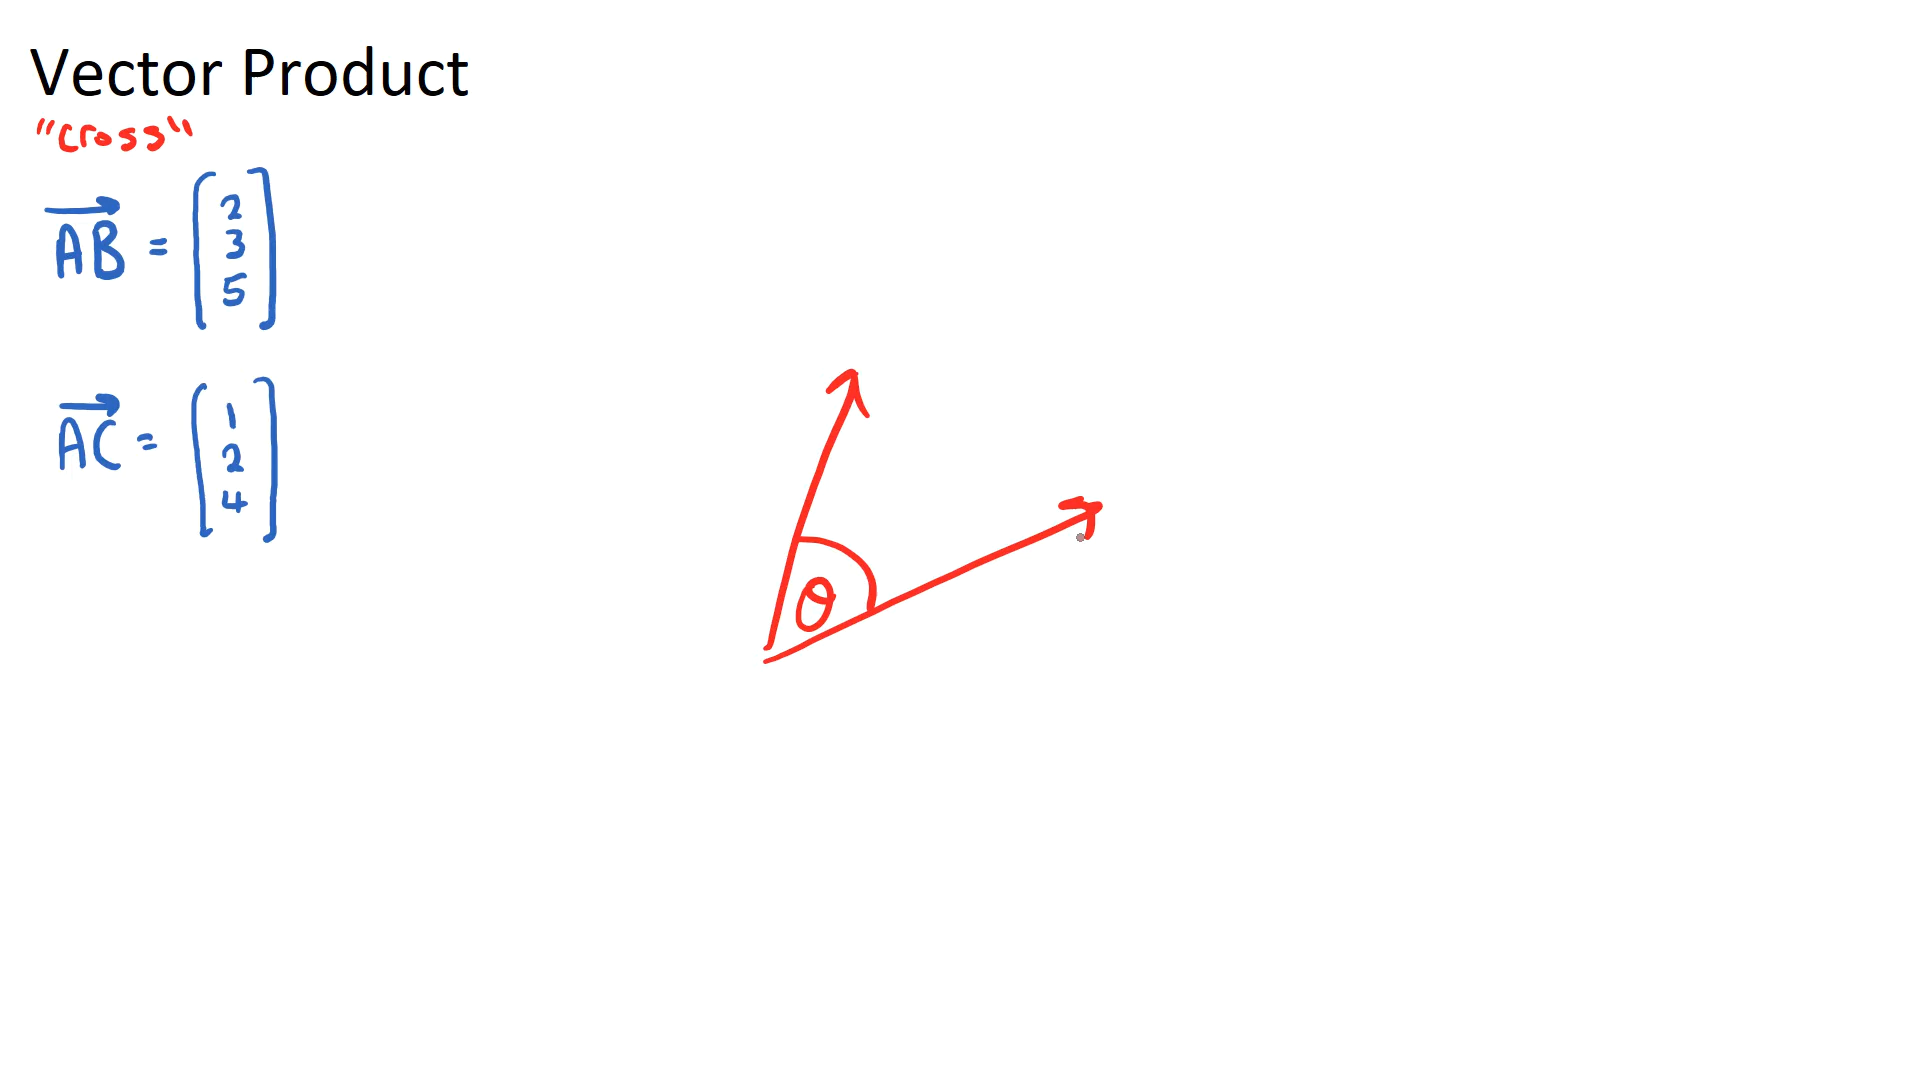 Vector Product
"cross"
AB = [2 3 5]
AC = [1 2 4]
θ